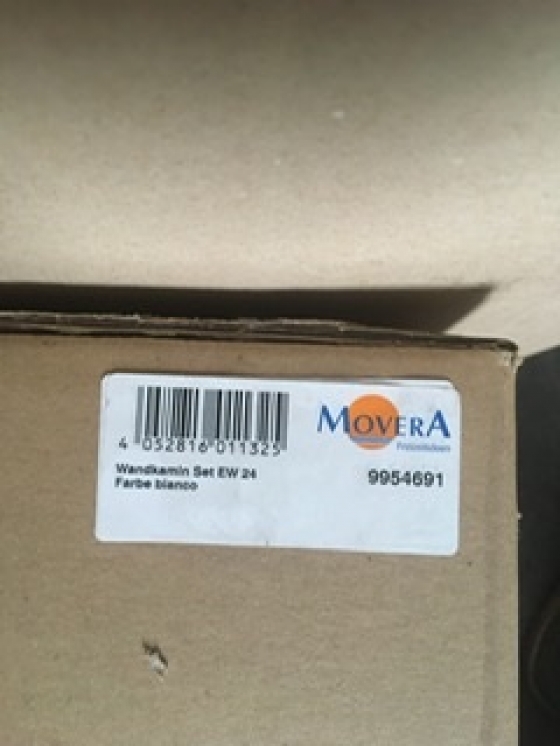 MOVERA
4 032816 011325
Wandkamin Set EW 24
Farbe bianco
9954691